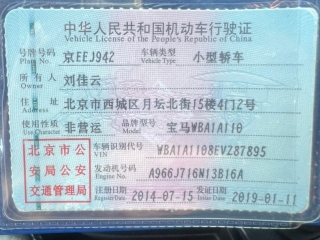 中华人民共和国机动车行驶证
Vehicle License of the People's Republic of China
号牌号码 京EEJ942 车辆类型 小型轿车
Plate No. Vehicle Type
所有人 刘佳云
Owner
住址 北京市西城区月坛北街15楼4门2号
Address
使用性质 非营运 品牌型号 宝马WBA1A110
Use Character Model
北京市公 车辆识别代号 WBA1A1108EVZ87895
VIN
安局公安 发动机号码 A966J716N13B16A
Engine No.
交通管理局 注册日期 2014-07-15 发证日期 2019-01-11
Register Date Issue Date